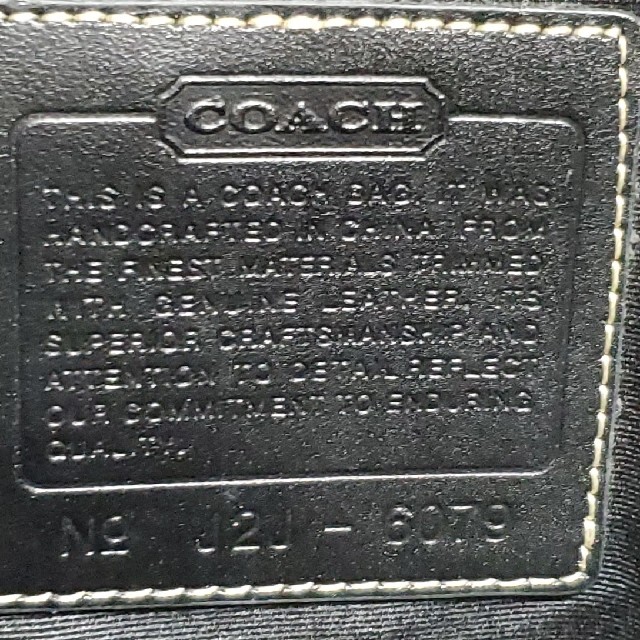 COACH
THIS IS A COACH BAG. IT WAS
HANDCRAFTED IN CHINA FROM
THE FINEST MATERIALS TRIMMED
WITH GENUINE LEATHER. ITS
SUPERIOR CRAFTSMANSHIP AND
ATTENTION TO DETAIL REFLECT
OUR COMMITMENT TO ENDURING
QUALITY.
Nº J2J - 6079